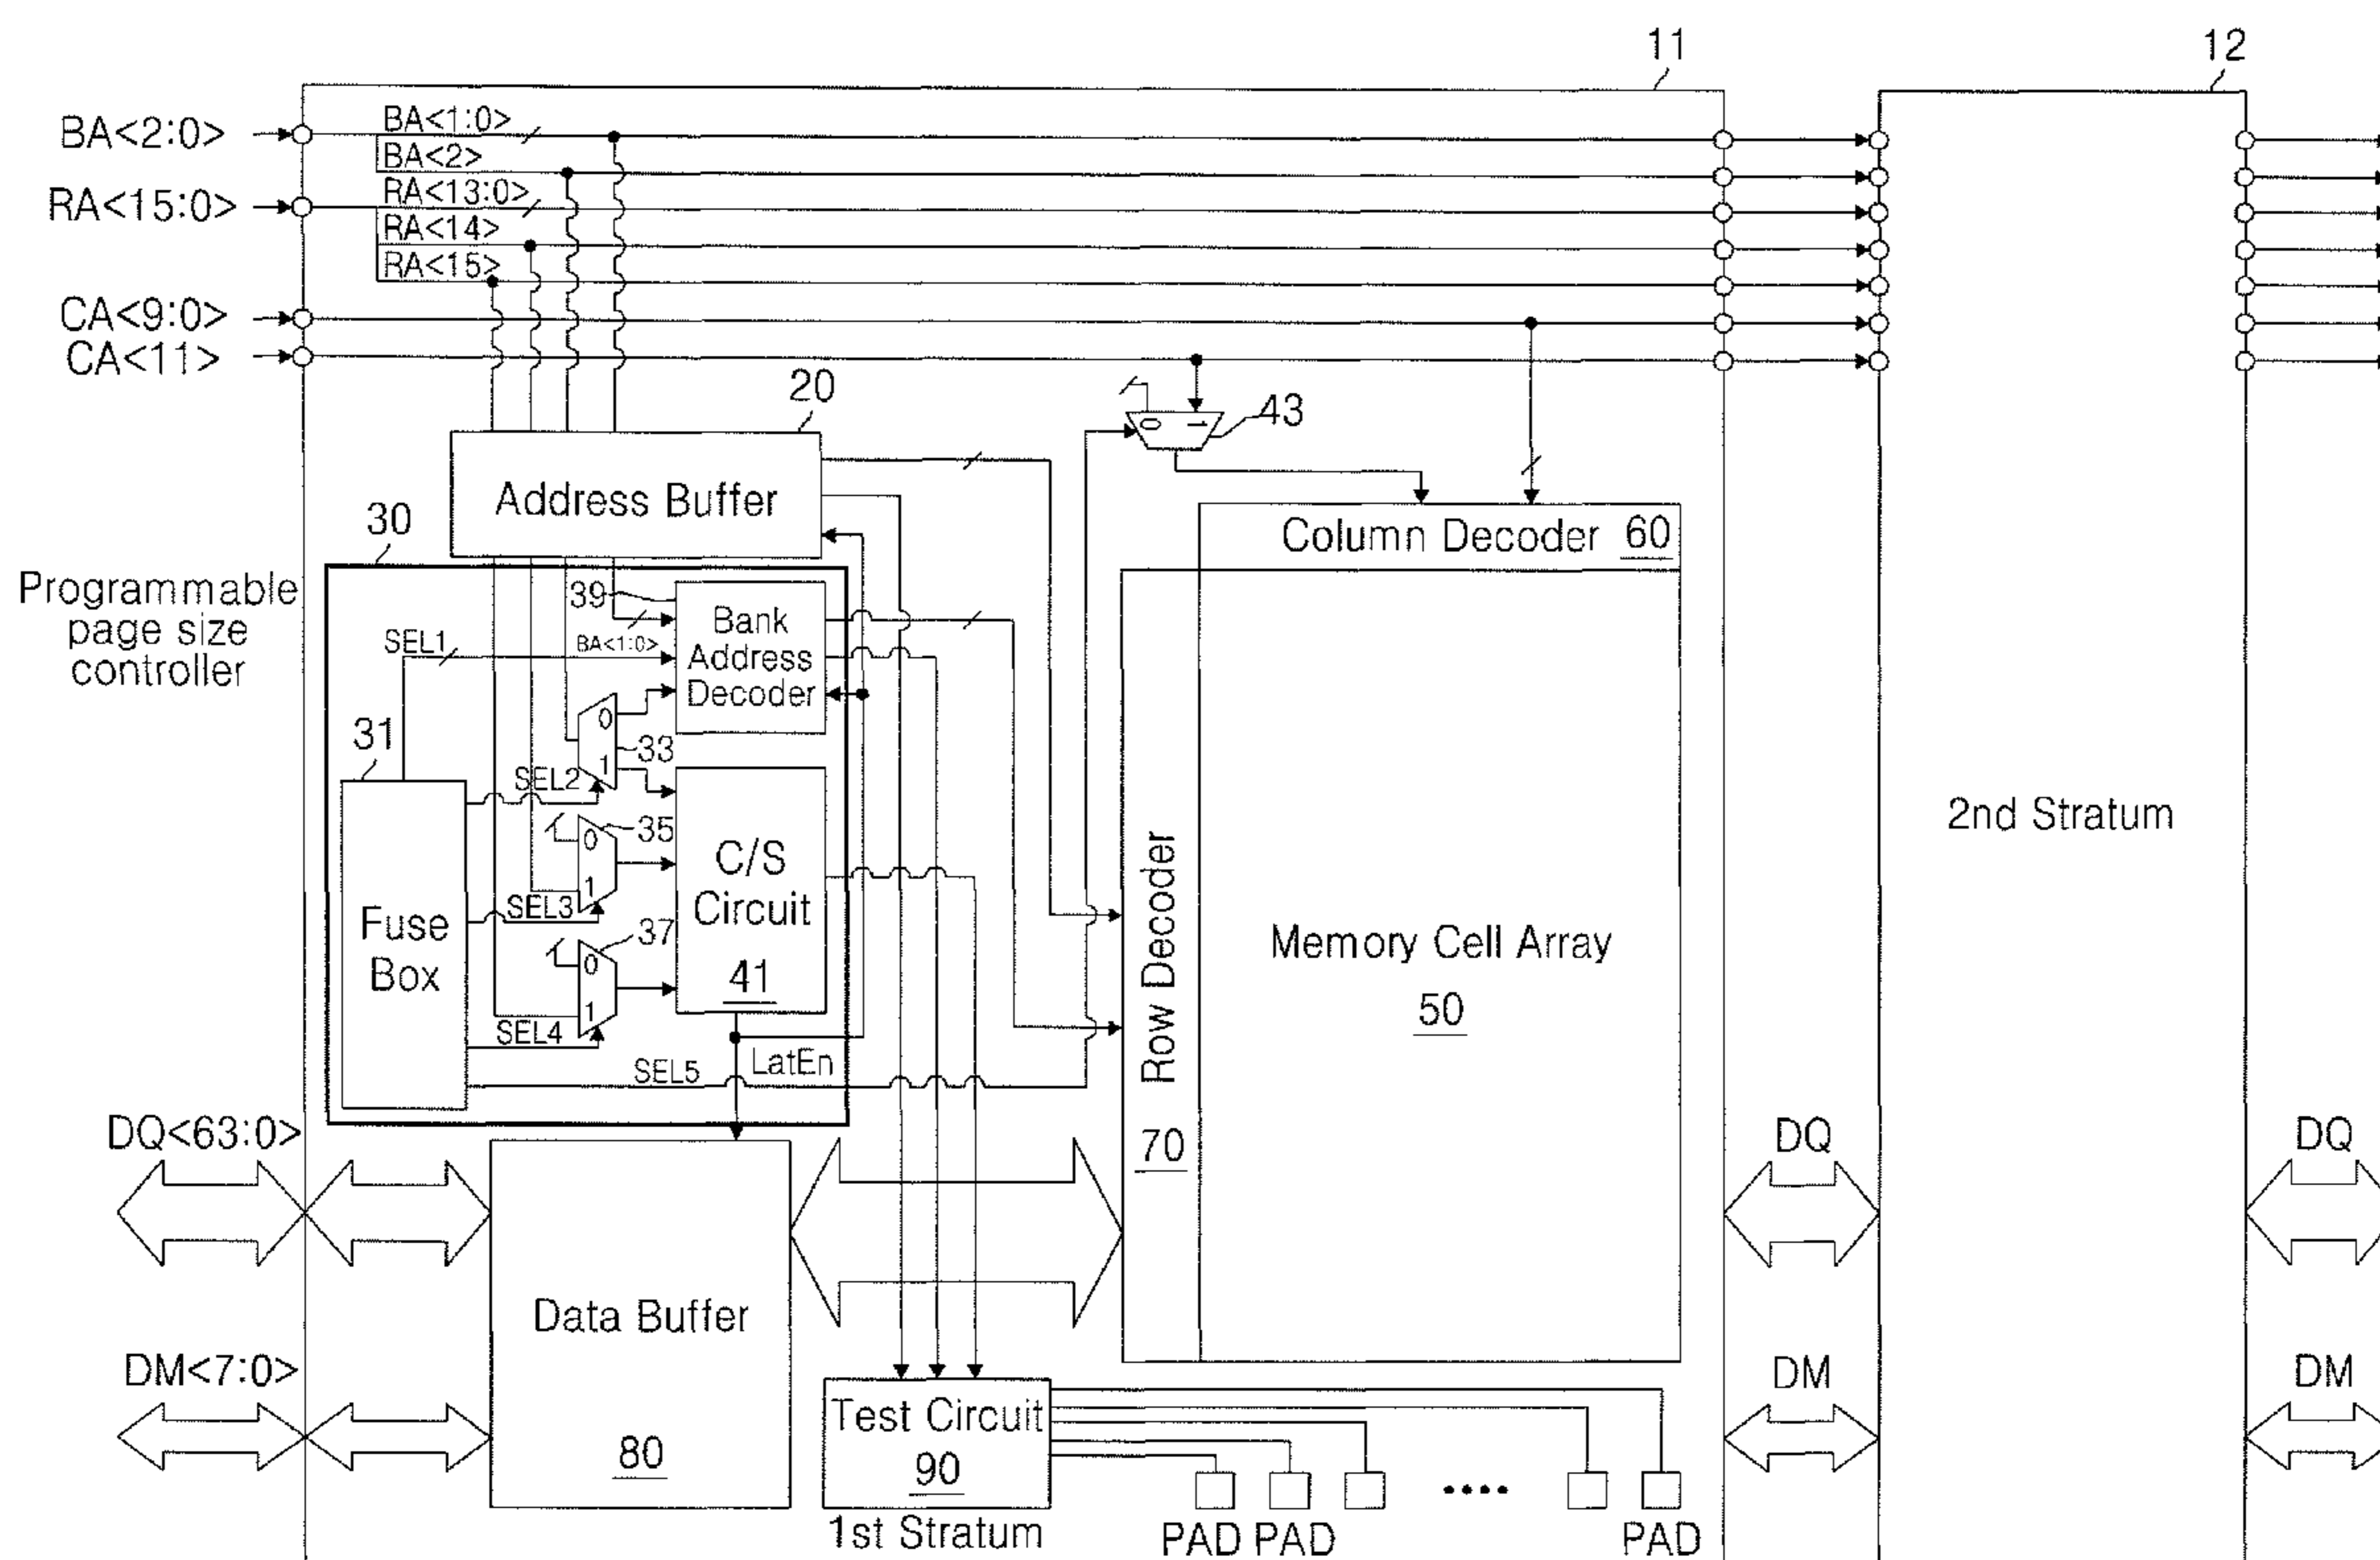 11
12
BA<2:0>
BA<1:0>
BA<2>
RA<15:0>
RA<13:0>
RA<14>
RA<15>
CA<9:0>
CA<11>
20
0
1
43
Address Buffer
30
Column Decoder 60
Programmable
page size
controller
39
Bank
Address
Decoder
SEL1
BA<1:0>
31
0
33
1
SEL2
2nd Stratum
35
0
1
SEL3
C/S
Circuit
41
Fuse
Box
37
0
1
SEL4
Row Decoder
70
Memory Cell Array
50
LatEn
SEL5
DQ<63:0>
DQ
DQ
Data Buffer
80
DM<7:0>
DM
DM
Test Circuit
90
1st Stratum
PAD PAD
PAD